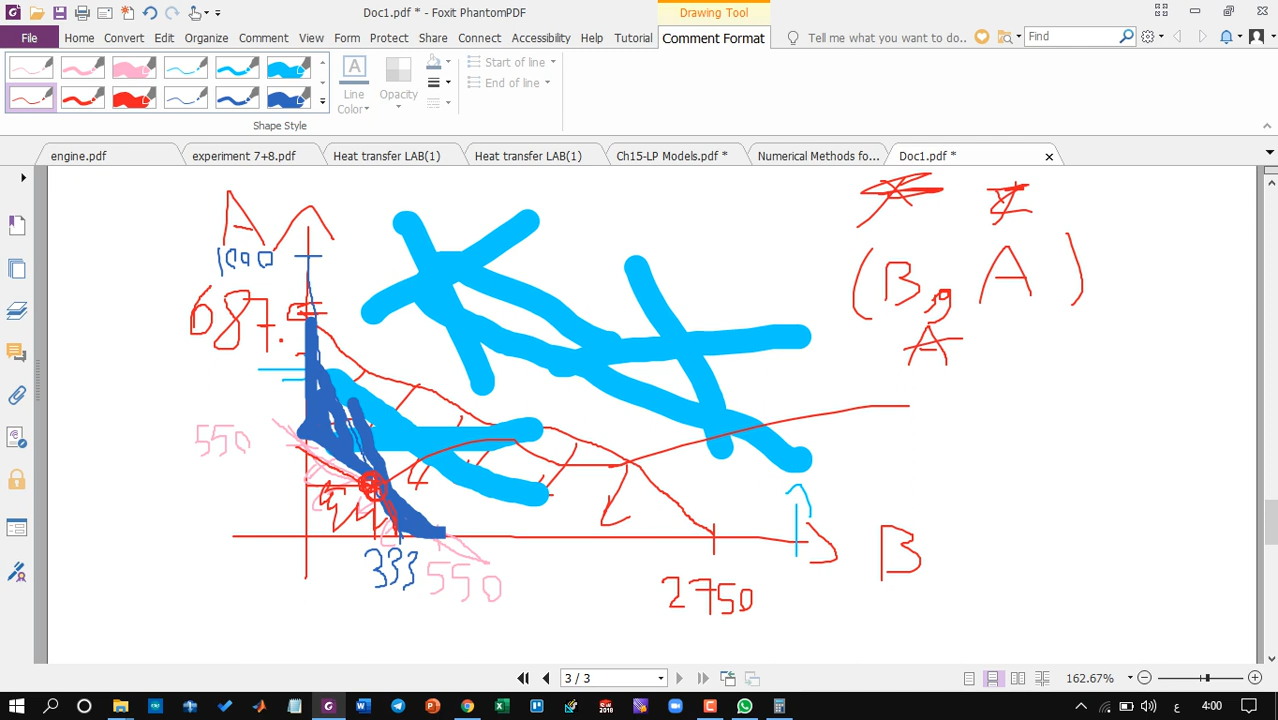 Doc1.pdf * - Foxit PhantomPDF
Drawing Tool
File Home Convert Edit Organize Comment View Form Protect Share Connect Accessibility Help Tutorial Comment Format Tell me what you want to do.. Find
Line Color
Opacity
Start of line
End of line
Shape Style
engine.pdf experiment 7+8.pdf Heat transfer LAB(1) Heat transfer LAB(1) Ch15-LP Models.pdf * Numerical Methods fo... Doc1.pdf *
A
1000
(B, A)
687.5
A
550
B
333
550
2750
3 / 3
162.67%
4:00